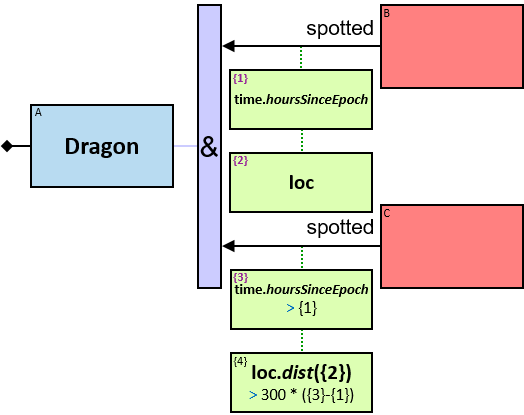 A
Dragon
&
spotted
B
{1}
time.hoursSinceEpoch
{2}
loc
spotted
C
{3}
time.hoursSinceEpoch
> {1}
{4}
loc.dist({2})
> 300 * ({3}-{1})